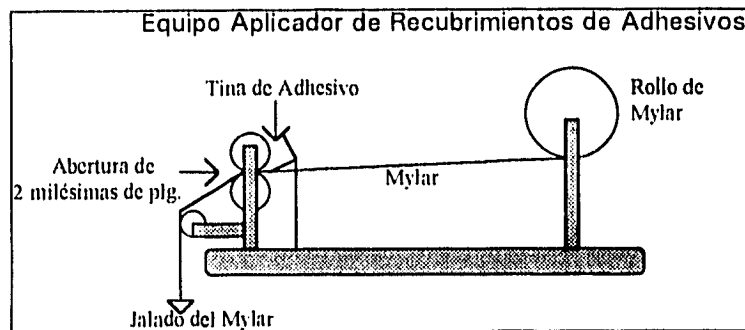 Equipo Aplicador de Recubrimientos de Adhesivos
Tina de Adhesivo
Rollo de
Mylar
Abertura de
2 milésimas de plg.
Mylar
Jalado del Mylar